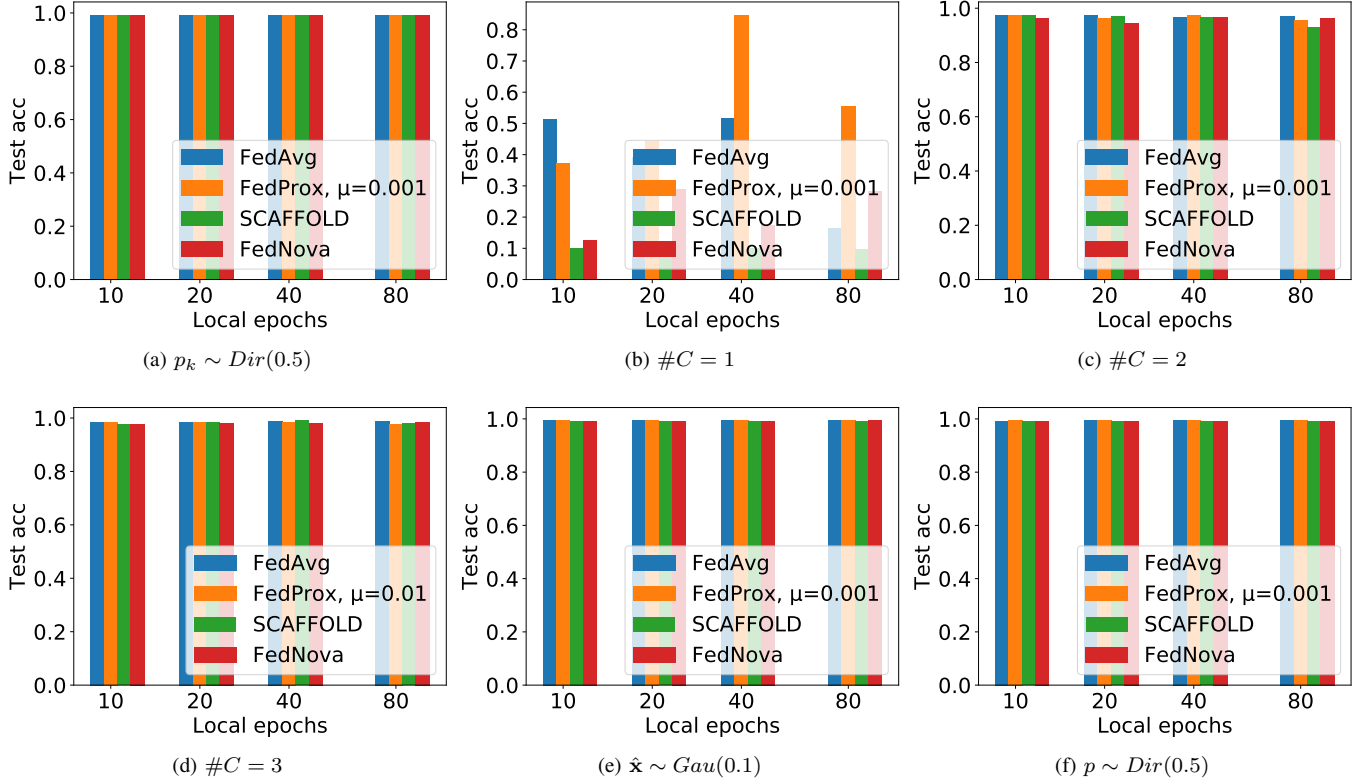 1.0
0.8
0.6
0.4
0.2
0.0
Test acc
FedAvg
FedProx, μ=0.001
SCAFFOLD
FedNova
10 20 40 80
Local epochs
(a) p_k ∼ Dir(0.5)
0.8
0.7
0.6
0.5
0.4
0.3
0.2
0.1
0.0
Test acc
FedAvg
FedProx, μ=0.001
SCAFFOLD
FedNova
10 20 40 80
Local epochs
(b) #C = 1
1.0
0.8
0.6
0.4
0.2
0.0
Test acc
FedAvg
FedProx, μ=0.001
SCAFFOLD
FedNova
10 20 40 80
Local epochs
(c) #C = 2
1.0
0.8
0.6
0.4
0.2
0.0
Test acc
FedAvg
FedProx, μ=0.01
SCAFFOLD
FedNova
10 20 40 80
Local epochs
(d) #C = 3
1.0
0.8
0.6
0.4
0.2
0.0
Test acc
FedAvg
FedProx, μ=0.001
SCAFFOLD
FedNova
10 20 40 80
Local epochs
(e) x̂ ∼ Gau(0.1)
1.0
0.8
0.6
0.4
0.2
0.0
Test acc
FedAvg
FedProx, μ=0.001
SCAFFOLD
FedNova
10 20 40 80
Local epochs
(f) p ∼ Dir(0.5)